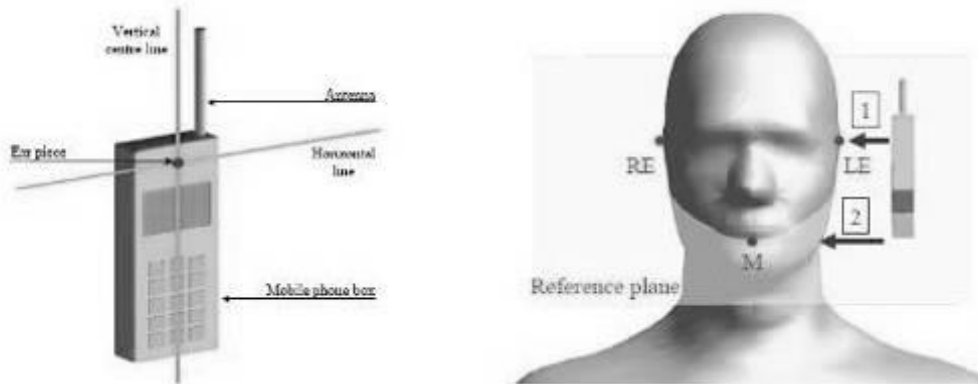 Vertical
centre line
Antenna
Ear piece
Horizontal
line
Mobile phone box
1
RE
LE
2
M
Reference plane